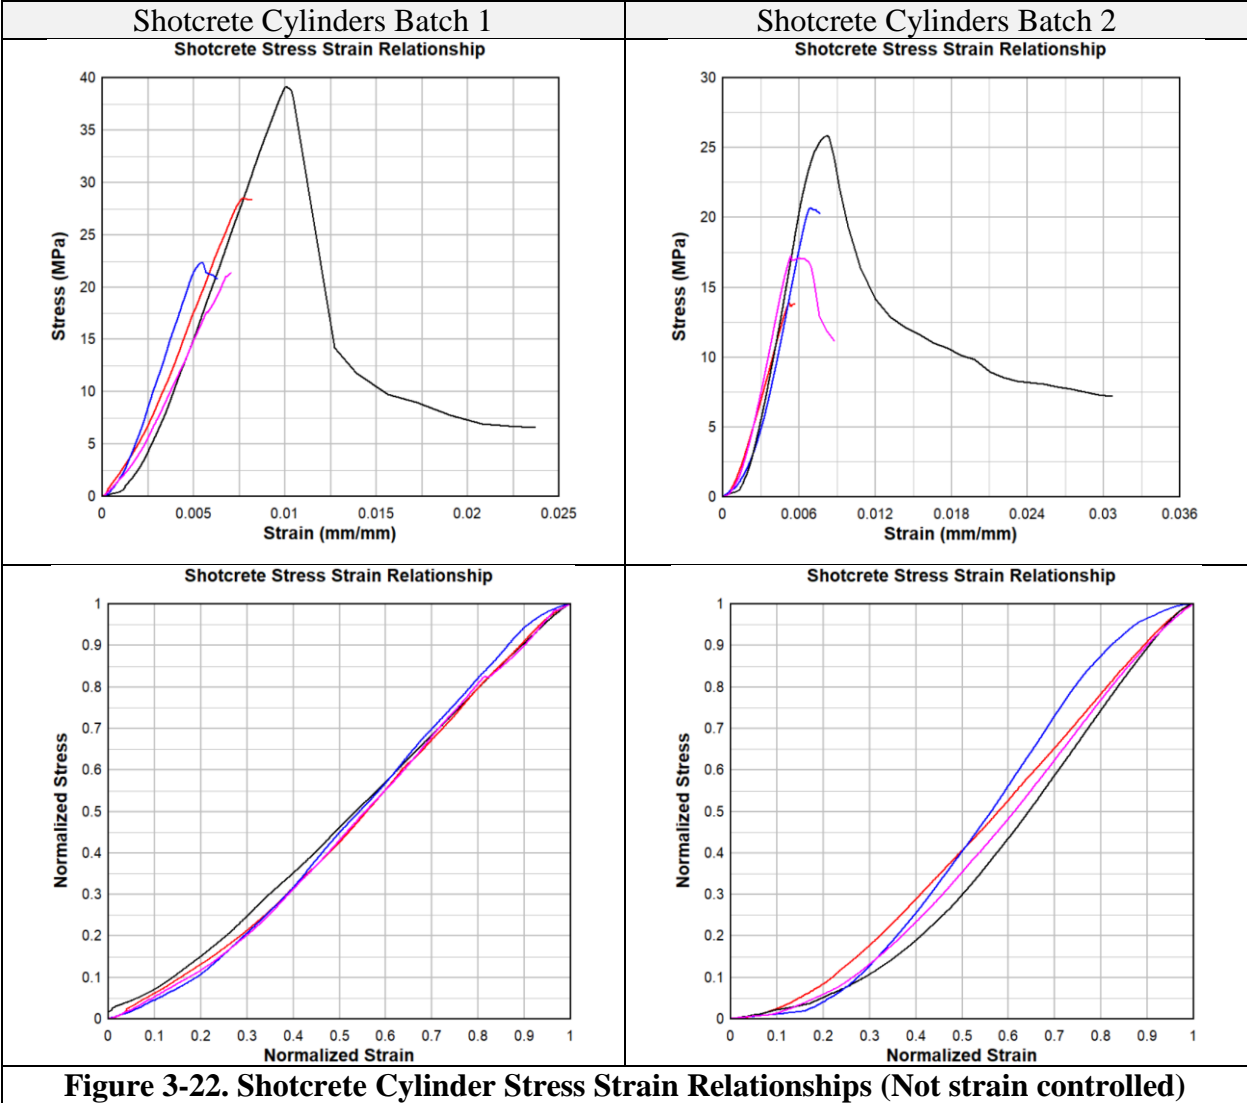 Shotcrete Cylinders Batch 1
Shotcrete Cylinders Batch 2
Shotcrete Stress Strain Relationship
40
35
30
25
20
15
10
5
0
Stress (MPa)
0 0.005 0.01 0.015 0.02 0.025
Strain (mm/mm)
Shotcrete Stress Strain Relationship
30
25
20
15
10
5
0
Stress (MPa)
0 0.006 0.012 0.018 0.024 0.03 0.036
Strain (mm/mm)
Shotcrete Stress Strain Relationship
1
0.9
0.8
0.7
0.6
0.5
0.4
0.3
0.2
0.1
0
Normalized Stress
0 0.1 0.2 0.3 0.4 0.5 0.6 0.7 0.8 0.9 1
Normalized Strain
Shotcrete Stress Strain Relationship
1
0.9
0.8
0.7
0.6
0.5
0.4
0.3
0.2
0.1
0
Normalized Stress
0 0.1 0.2 0.3 0.4 0.5 0.6 0.7 0.8 0.9 1
Normalized Strain
Figure 3-22. Shotcrete Cylinder Stress Strain Relationships (Not strain controlled)